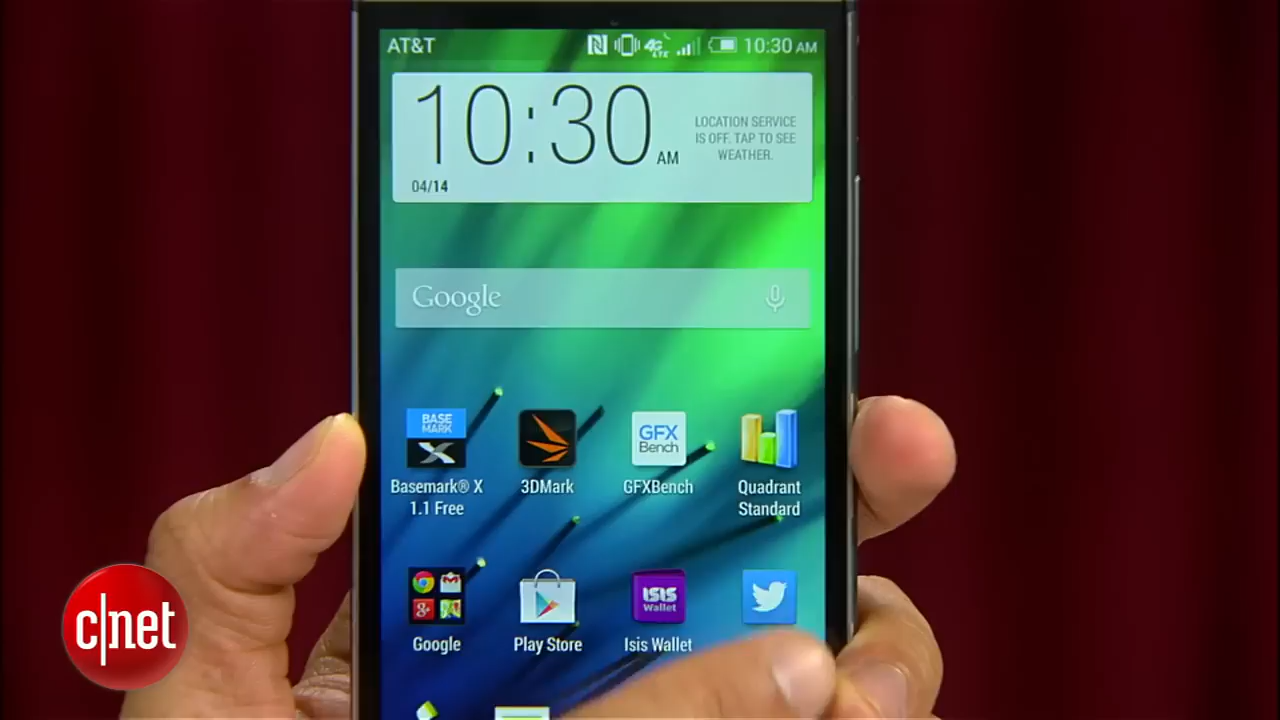 AT&T
4G LTE
10:30 AM
10:30 AM
LOCATION SERVICE
IS OFF. TAP TO SEE
WEATHER.
04/14
Google
BASE
MARK
X
GFX
Bench
Basemark® X
1.1 Free
3DMark
GFXBench
Quadrant
Standard
ISIS
Wallet
Google
Play Store
Isis Wallet
c|net